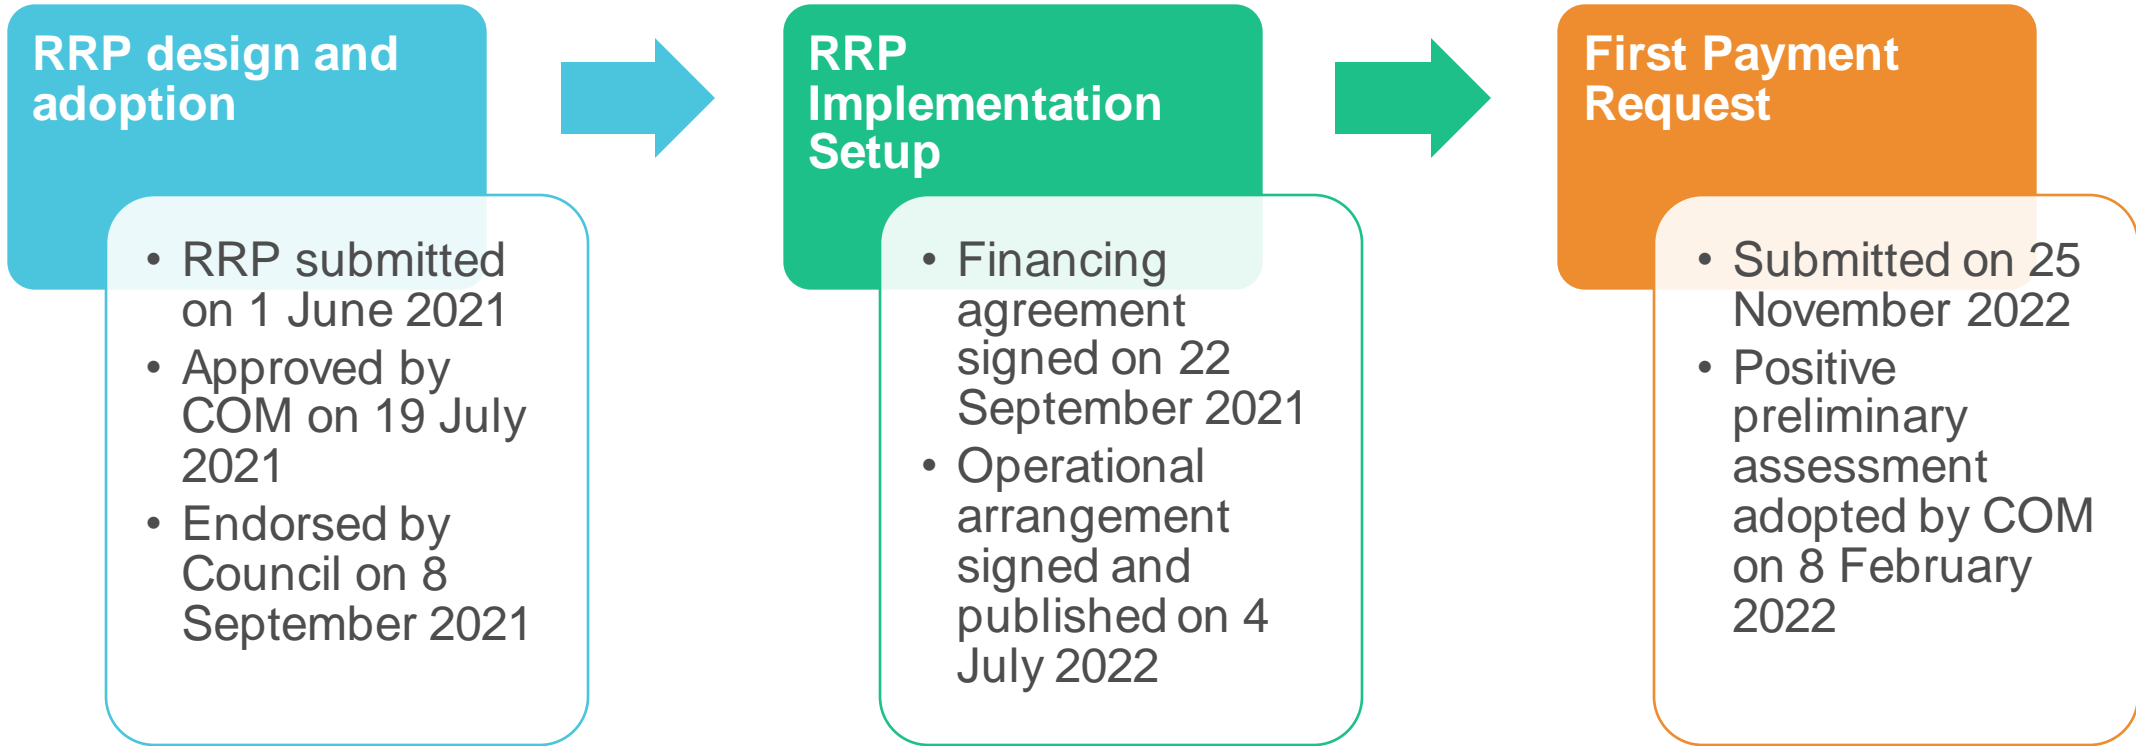 RRP design and
adoption
• RRP submitted
on 1 June 2021
• Approved by
COM on 19 July
2021
• Endorsed by
Council on 8
September 2021
RRP
Implementation
Setup
• Financing
agreement
signed on 22
September 2021
• Operational
arrangement
signed and
published on 4
July 2022
First Payment
Request
• Submitted on 25
November 2022
• Positive
preliminary
assessment
adopted by COM
on 8 February
2022